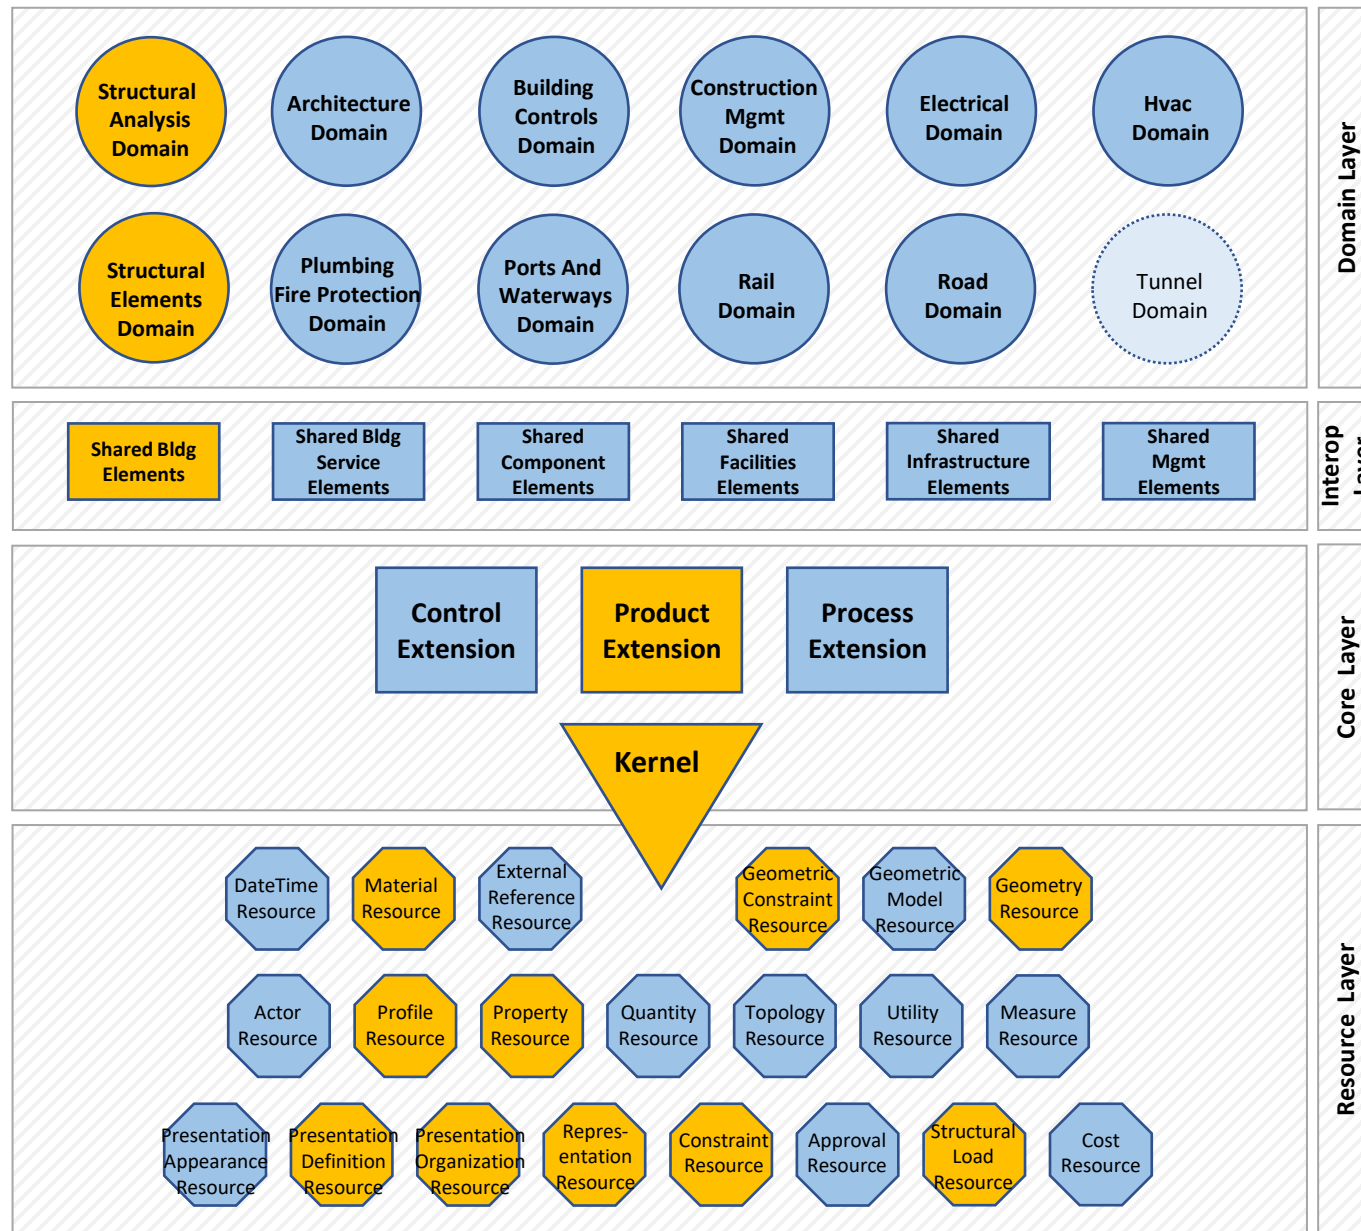 Structural
Analysis
Domain
Architecture
Domain
Building
Controls
Domain
Construction
Mgmt
Domain
Electrical
Domain
Hvac
Domain
Structural
Elements
Domain
Plumbing
Fire Protection
Domain
Ports And
Waterways
Domain
Rail
Domain
Road
Domain
Tunnel
Domain
Domain Layer
Shared Bldg
Elements
Shared Bldg
Service
Elements
Shared
Component
Elements
Shared
Facilities
Elements
Shared
Infrastructure
Elements
Shared
Mgmt
Elements
Interop
Layer
Control
Extension
Product
Extension
Process
Extension
Kernel
Core Layer
DateTime
Resource
Material
Resource
External
Reference
Resource
Geometric
Constraint
Resource
Geometric
Model
Resource
Geometry
Resource
Actor
Resource
Profile
Resource
Property
Resource
Quantity
Resource
Topology
Resource
Utility
Resource
Measure
Resource
Presentation
Appearance
Resource
Presentation
Definition
Resource
Presentation
Organization
Resource
Repres-
entation
Resource
Constraint
Resource
Approval
Resource
Structural
Load
Resource
Cost
Resource
Resource Layer